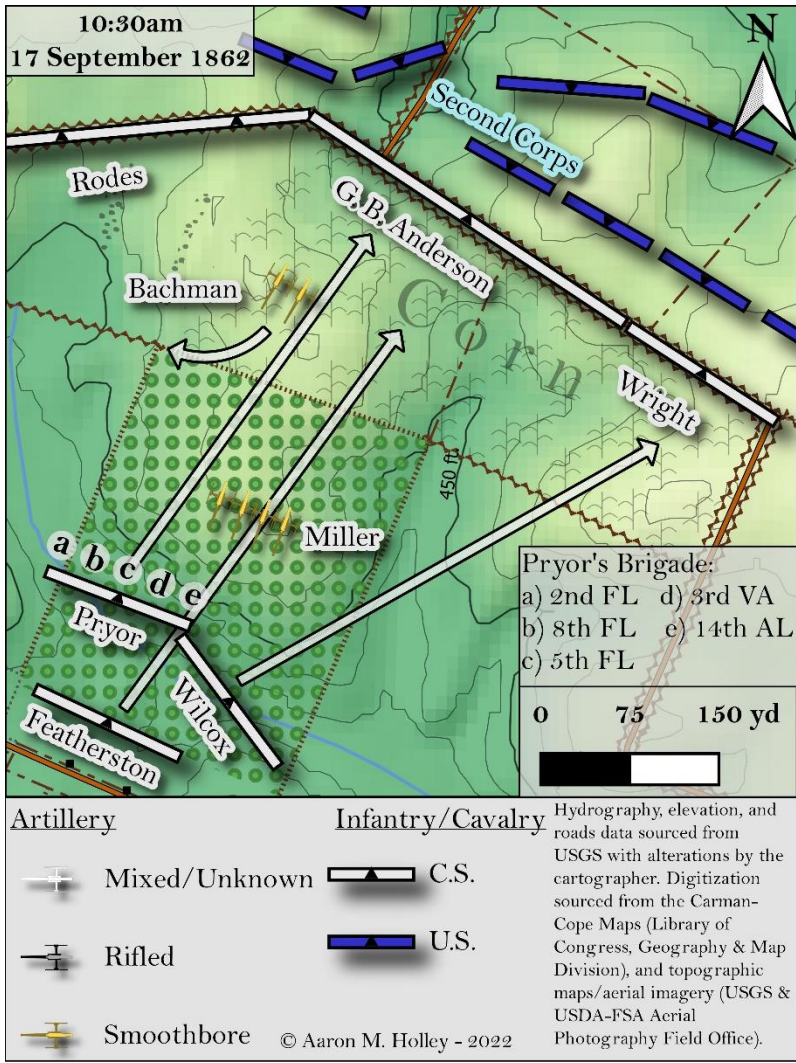 10:30am
17 September 1862
N
Second Corps
Rodes
G. B. Anderson
Bachman
Corn
Wright
450 ft.
Miller
a b c d e
Pryor
Wilcox
Featherston
Pryor's Brigade:
a) 2nd FL d) 3rd VA
b) 8th FL e) 14th AL
c) 5th FL
0 75 150 yd
Artillery
Mixed/Unknown
Rifled
Smoothbore
Infantry/Cavalry
C.S.
U.S.
© Aaron M. Holley - 2022
Hydrography, elevation, and
roads data sourced from
USGS with alterations by the
cartographer. Digitization
sourced from the Carman-
Cope Maps (Library of
Congress, Geography & Map
Division), and topographic
maps/aerial imagery (USGS &
USDA-FSA Aerial
Photography Field Office).